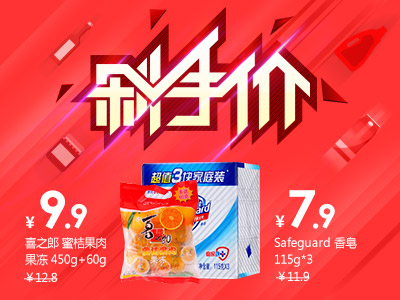 剁手价
超值3块家庭装
¥9.9
喜之郎 蜜桔果肉
果冻 450g+60g
¥12.8
¥7.9
Safeguard 香皂
115g*3
¥11.9